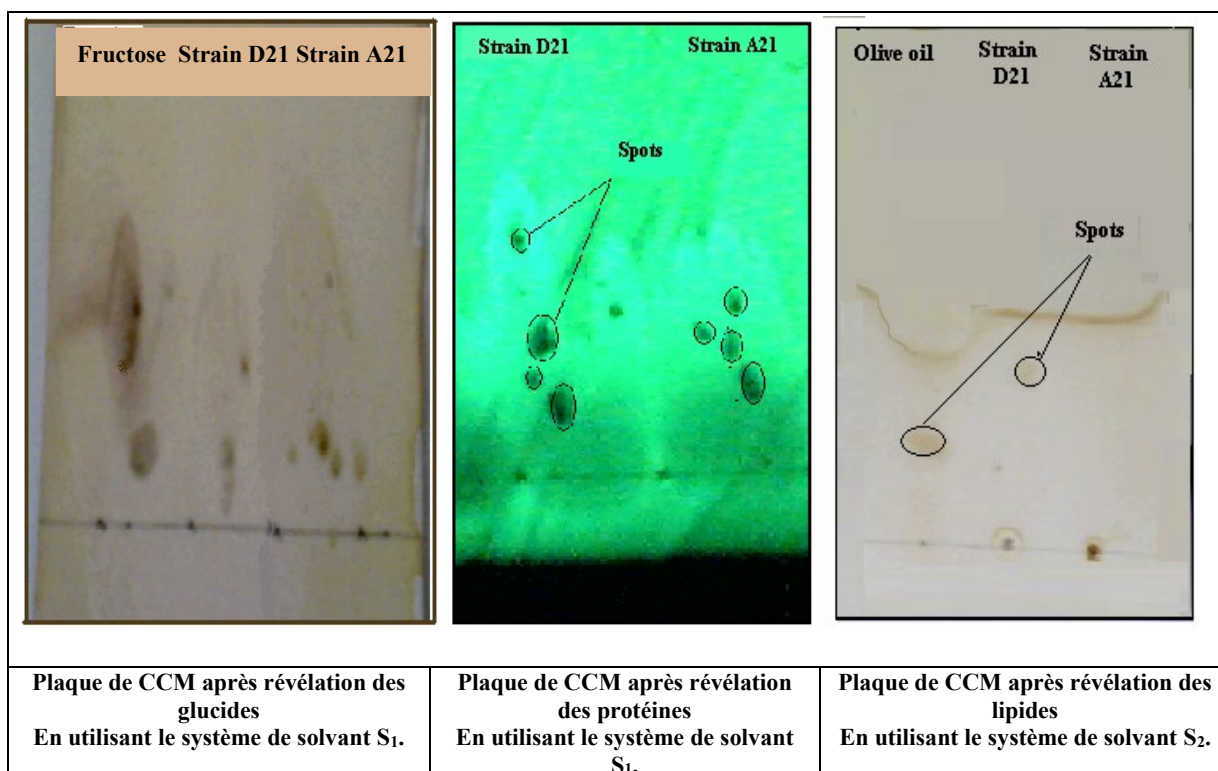 Fructose Strain D21 Strain A21
Strain D21
Strain A21
Spots
Olive oil
Strain
D21
Strain
A21
Spots
Plaque de CCM après révélation des
glucides
En utilisant le système de solvant S₁.
Plaque de CCM après révélation
des protéines
En utilisant le système de solvant
S₁.
Plaque de CCM après révélation des
lipides
En utilisant le système de solvant S₂.